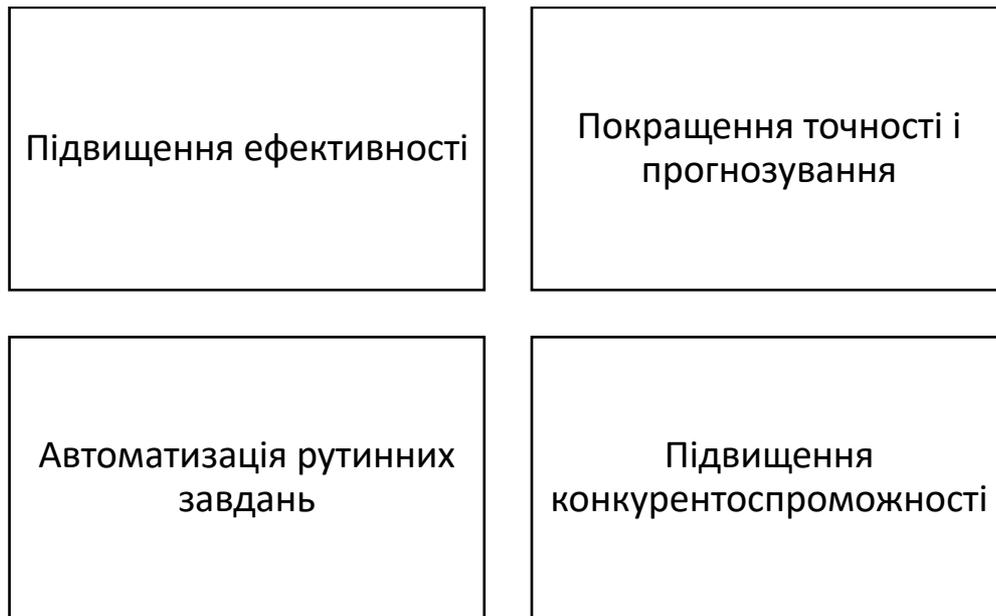 Підвищення ефективності
Покращення точності і
прогнозування
Автоматизація рутинних
завдань
Підвищення
конкурентоспроможності